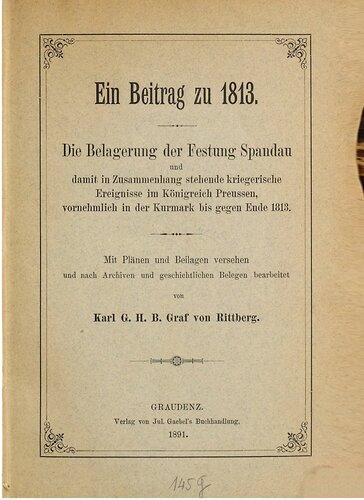 Ein Beitrag zu 1813.
Die Belagerung der Festung Spandau
und
damit in Zusammenhang stehende kriegerische
Ereignisse im Königreich Preussen,
vornehmlich in der Kurmark bis gegen Ende 1813.
Mit Plänen und Beilagen versehen
und nach Archiven und geschichtlichen Belegen bearbeitet
von
Karl G. H. B. Graf von Rittberg.
GRAUDENZ.
Verlag von Jul. Gaebel's Buchhandlung.
1891.